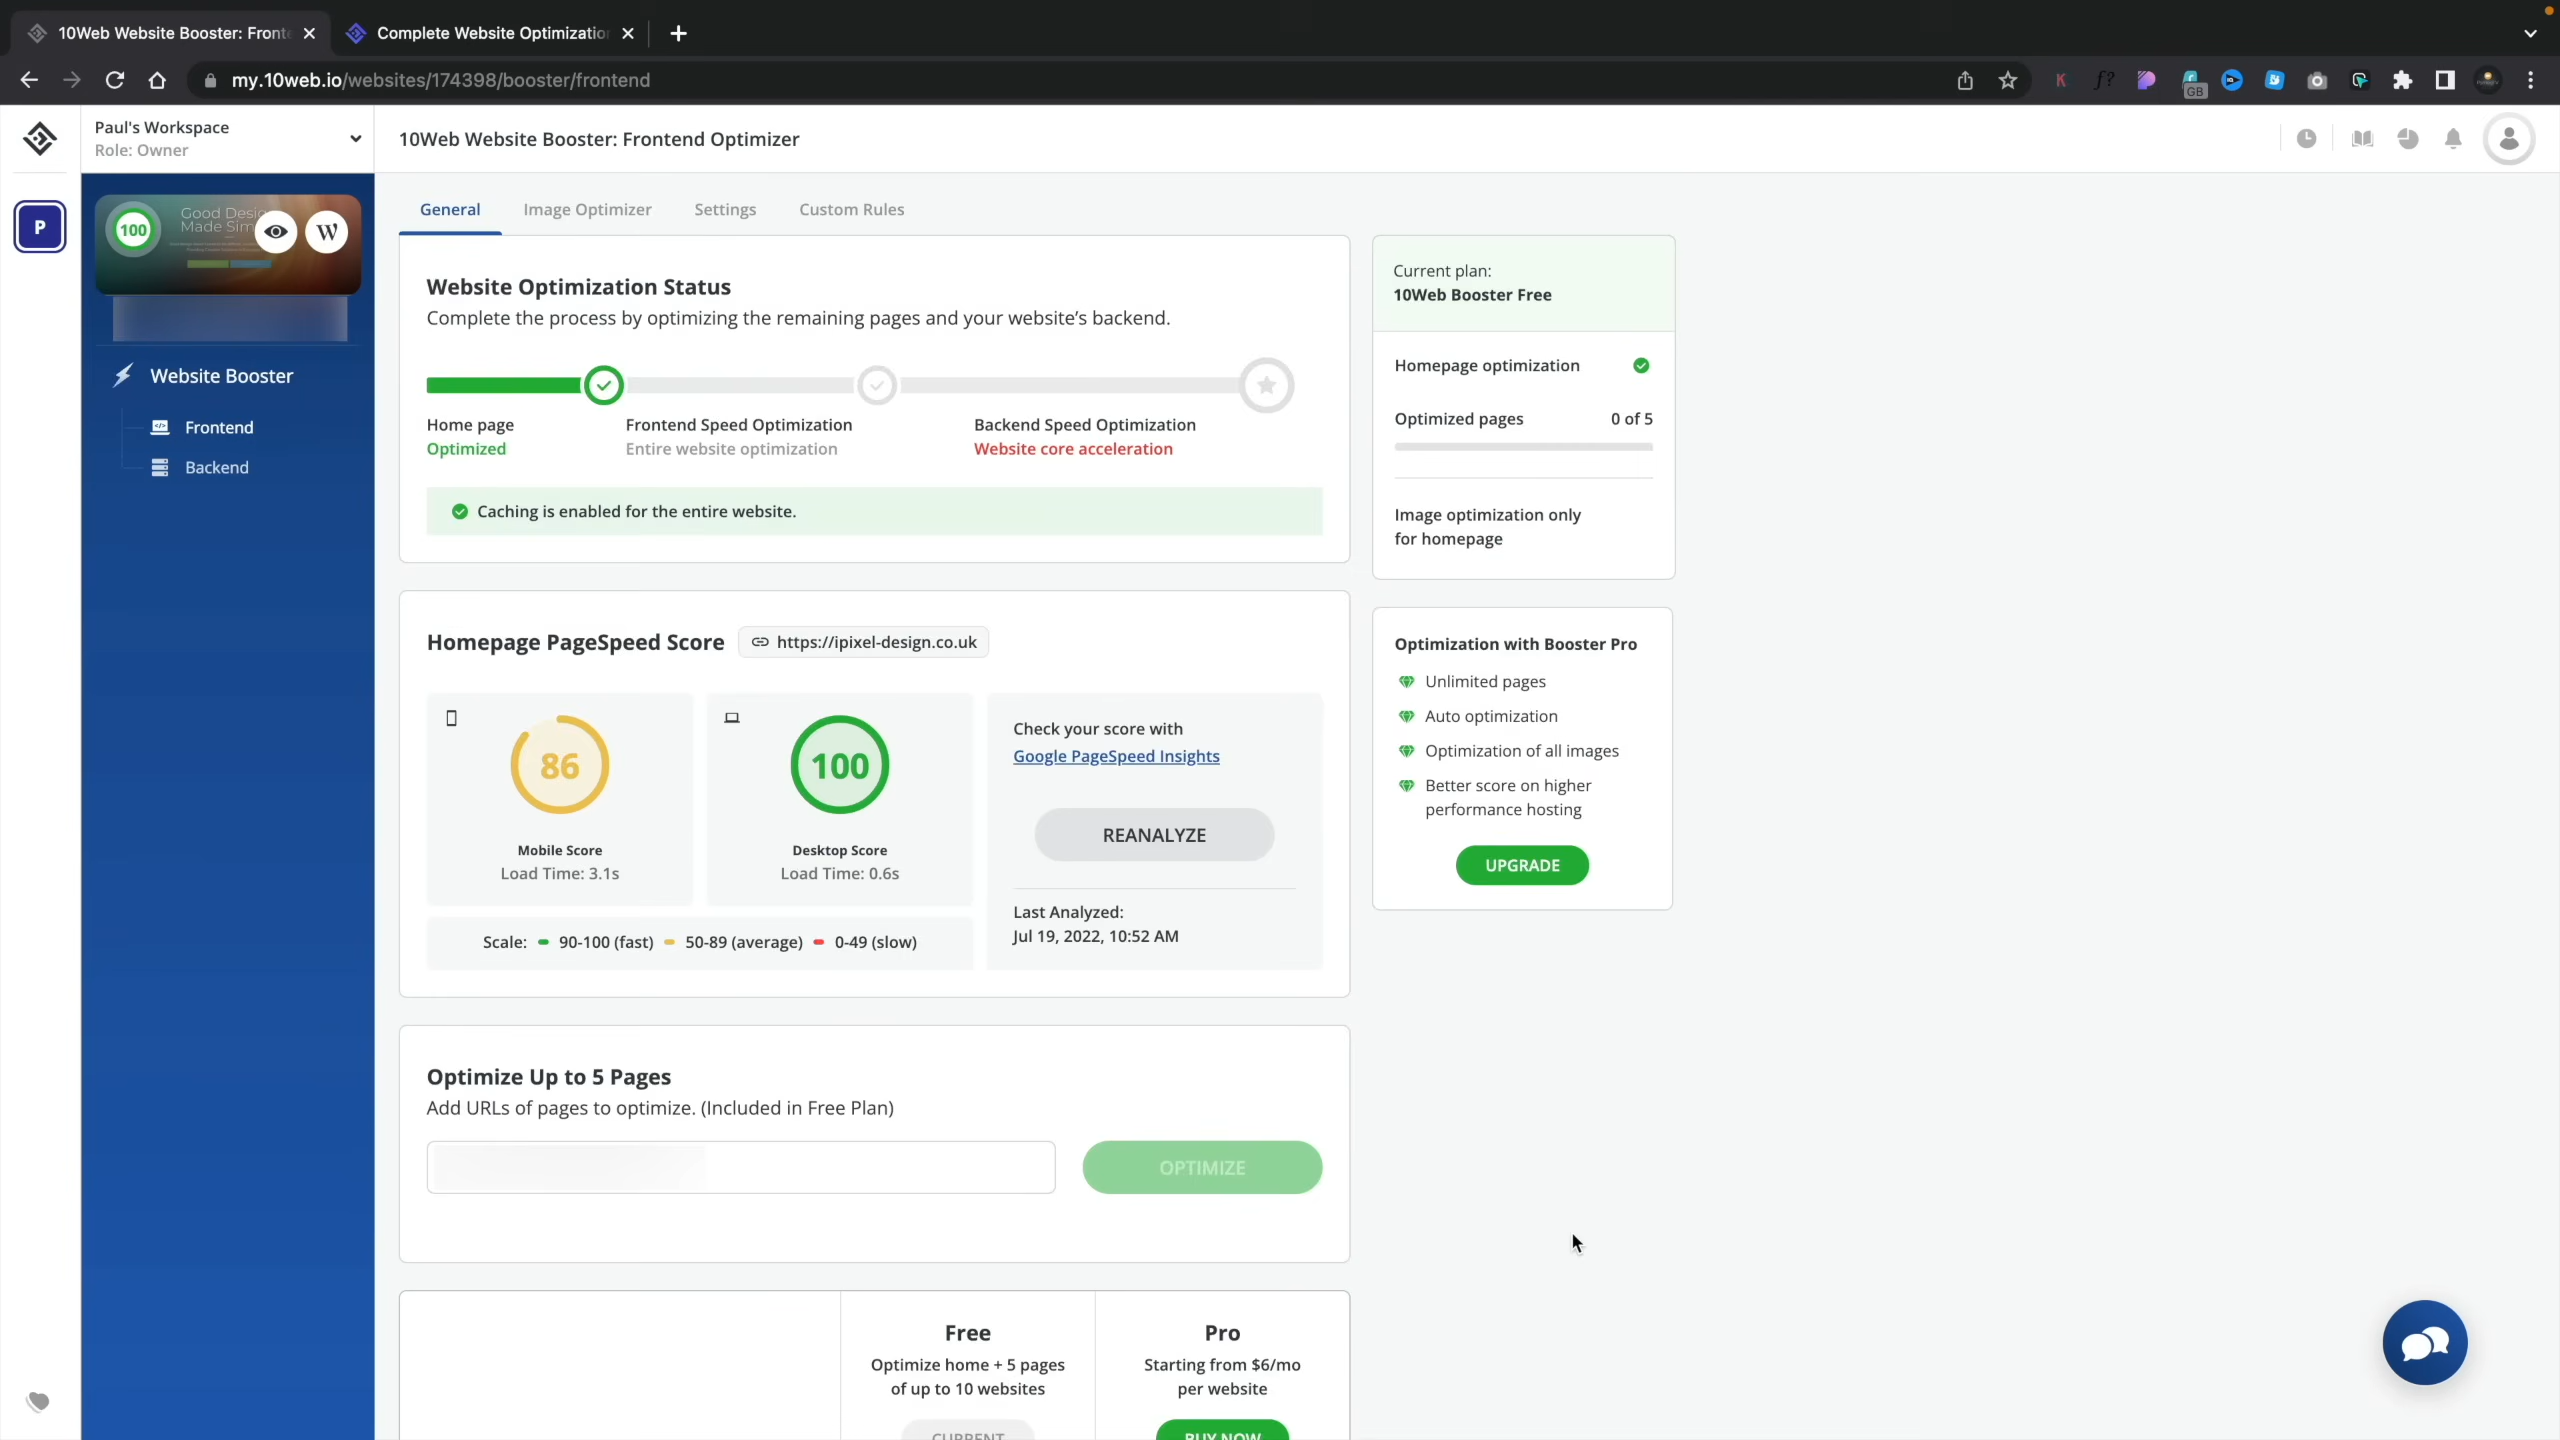 10Web Website Booster: Front
Complete Website Optimizatio
my.10web.io/websites/174398/booster/frontend
GB
Paul's Workspace
Role: Owner
10Web Website Booster: Frontend Optimizer
P
100
Good Desig
Made Sim
W
Website Booster
Frontend
Backend
General
Image Optimizer
Settings
Custom Rules
Website Optimization Status
Complete the process by optimizing the remaining pages and your website’s backend.
Home page
Optimized
Frontend Speed Optimization
Entire website optimization
Backend Speed Optimization
Website core acceleration
Caching is enabled for the entire website.
Current plan:
10Web Booster Free
Homepage optimization
Optimized pages 0 of 5
Image optimization only
for homepage
Homepage PageSpeed Score
https://ipixel-design.co.uk
86
Mobile Score
Load Time: 3.1s
100
Desktop Score
Load Time: 0.6s
Scale: 90-100 (fast) 50-89 (average) 0-49 (slow)
Check your score with
Google PageSpeed Insights
REANALYZE
Last Analyzed:
Jul 19, 2022, 10:52 AM
Optimization with Booster Pro
Unlimited pages
Auto optimization
Optimization of all images
Better score on higher
performance hosting
UPGRADE
Optimize Up to 5 Pages
Add URLs of pages to optimize. (Included in Free Plan)
OPTIMIZE
Free
Optimize home + 5 pages
of up to 10 websites
CURRENT
Pro
Starting from $6/mo
per website
BUY NOW